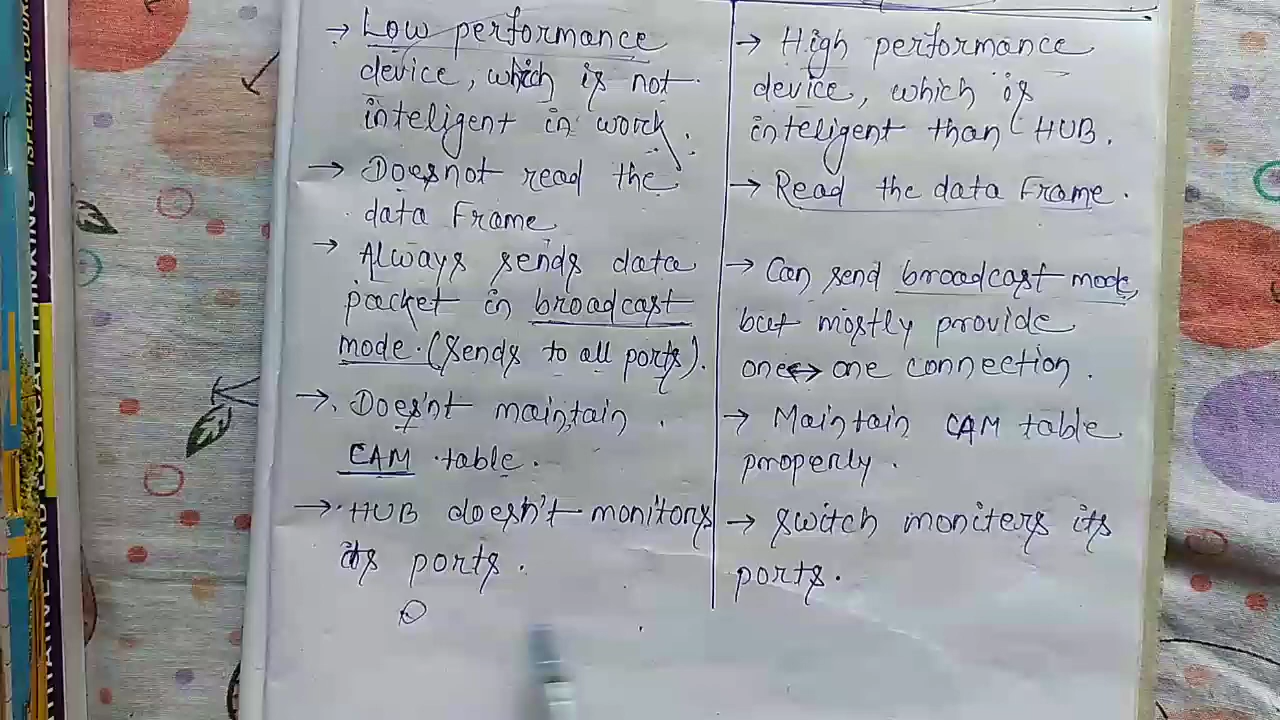 → Low performance
device, which is not
inteligent in work.
→ Doesnot read the
data Frame
→ Always sends data
packet in broadcast
mode. (Sends to all ports).
→ Does'nt maintain
CAM table.
→ HUB doesn't monitors
its ports.
→ High performance
device, which is
inteligent than HUB.
→ Read the data Frame.
→ Can send broadcast mode,
but mostly provide
one↔one connection.
→ Maintain CAM table
properly.
→ Switch moniters its
ports.